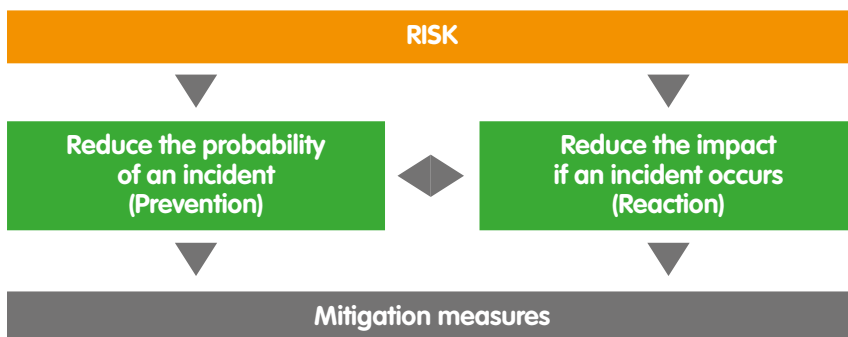 RISK
Reduce the probability
of an incident
(Prevention)
Reduce the impact
if an incident occurs
(Reaction)
Mitigation measures